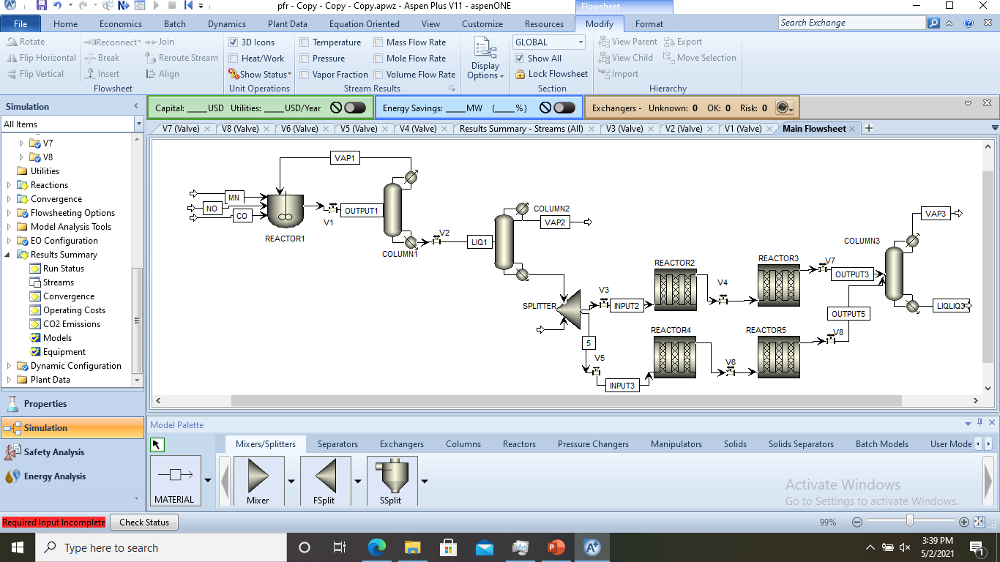 pfr - Copy - Copy - Copy.apwz - Aspen Plus V11 - aspenONE
Flowsheet
File Home Economics Batch Dynamics Plant Data Equation Oriented View Customize Resources Modify Format Search Exchange
Rotate Reconnect Join
Flip Horizontal Break Reroute Stream
Flip Vertical Insert Align
Flowsheet
3D Icons
Heat/Work
Show Status
Unit Operations
Temperature Mass Flow Rate
Pressure Mole Flow Rate
Vapor Fraction Volume Flow Rate
Stream Results
Display
Options
GLOBAL
Show All
Lock Flowsheet
Section
View Parent Export
View Child Move Selection
Import
Hierarchy
Capital: ____USD Utilities: ____USD/Year
Energy Savings: ____MW (____%)
Exchangers - Unknown: 0 OK: 0 Risk: 0
V7 (Valve) V8 (Valve) V6 (Valve) V5 (Valve) V4 (Valve) Results Summary - Streams (All) V3 (Valve) V2 (Valve) V1 (Valve) Main Flowsheet
Simulation
All Items
V7
V8
Utilities
Reactions
Convergence
Flowsheeting Options
Model Analysis Tools
EO Configuration
Results Summary
Run Status
Streams
Convergence
Operating Costs
CO2 Emissions
Models
Equipment
Dynamic Configuration
Plant Data
Properties
Simulation
Safety Analysis
Energy Analysis
VAP1
MN
NO
CO
REACTOR1
V1
OUTPUT1
COLUMN1
V2
LIQ1
COLUMN2
VAP2
SPLITTER
V3
INPUT2
REACTOR2
V4
REACTOR3
V7
OUTPUT3
COLUMN3
VAP3
LIQLIQ3
OUTPUT5
5
V5
INPUT3
REACTOR4
V6
REACTOR5
V8
Model Palette
Mixers/Splitters Separators Exchangers Columns Reactors Pressure Changers Manipulators Solids Solids Separators Batch Models User Mode
MATERIAL Mixer FSplit SSplit
Activate Windows
Go to Settings to activate Windows.
Required Input Incomplete Check Status 99%
Type here to search
3:39 PM
5/2/2021
1